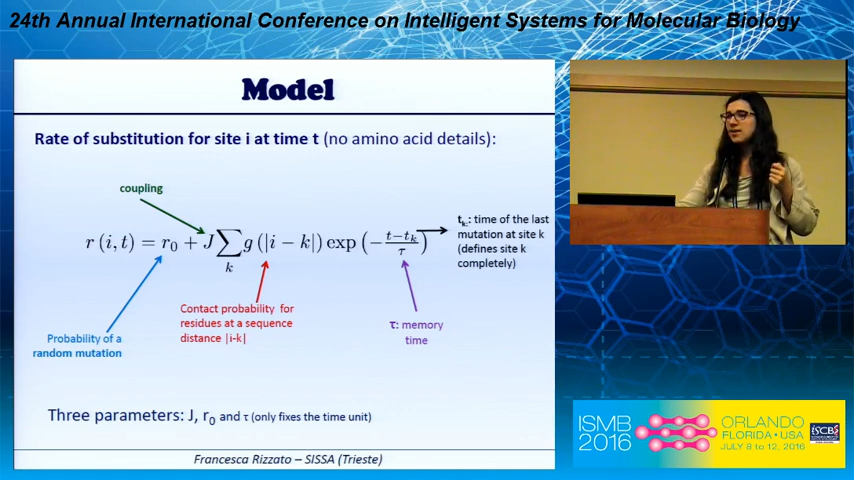 24th Annual International Conference on Intelligent Systems for Molecular Biology
Model
Rate of substitution for site i at time t (no amino acid details):
coupling
r (i, t) = r₀ + J ∑ₖ g (|i − k|) exp (− (t−tₖ)/τ)
tₖ: time of the last
mutation at site k
(defines site k
completely)
Contact probability for
residues at a sequence
distance |i-k|
τ: memory
time
Probability of a
random mutation
Three parameters: J, r₀ and τ (only fixes the time unit)
Francesca Rizzato – SISSA (Trieste)
ISMB
2016
ORLANDO
FLORIDA • USA
JULY 8 to 12, 2016
ISCB